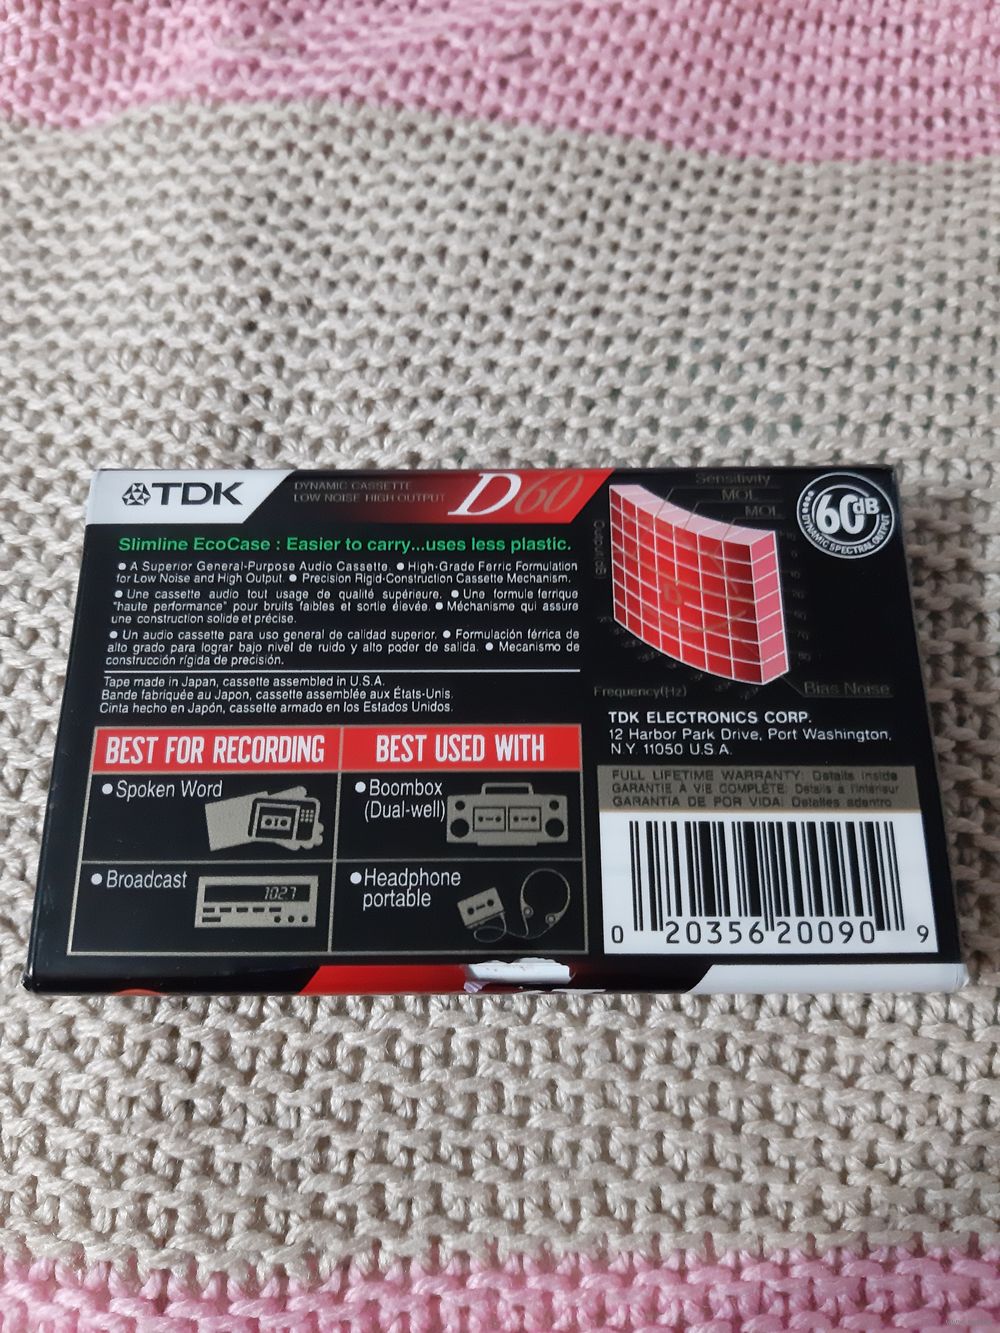 TDK
DYNAMIC CASSETTE
LOW NOISE HIGH OUTPUT
D60
Slimline EcoCase : Easier to carry...uses less plastic.
● A Superior General-Purpose Audio Cassette. ● High-Grade Ferric Formulation
for Low Noise and High Output. ● Precision Rigid-Construction Cassette Mechanism.
● Une cassette audio tout usage de qualité supérieure. ● Une formule ferrique
"haute performance" pour bruits faibles et sortie élevée. ● Méchanisme qui assure
une construction solide et précise.
● Un audio cassette para uso general de calidad superior. ● Formulación férrica de
alto grado para lograr bajo nivel de ruido y alto poder de salida. ● Mecanismo de
construcción rígida de precisión.
Tape made in Japan, cassette assembled in U.S.A.
Bande fabriquée au Japon, cassette assemblée aux États-Unis.
Cinta hecho en Japón, cassette armado en los Estados Unidos.
BEST FOR RECORDING
BEST USED WITH
● Spoken Word
● Boombox
(Dual-well)
● Broadcast
102.7
● Headphone
portable
Sensitivity
MOL
MOL
Output (dB)
Frequency(Hz)
Bias Noise
60dB
DYNAMIC SPECTRAL OUTPUT
TDK ELECTRONICS CORP.
12 Harbor Park Drive, Port Washington,
N.Y. 11050 U.S.A.
FULL LIFETIME WARRANTY: Details inside
GARANTIE À VIE COMPLÈTE: Détails à l'intérieur
GARANTIA DE POR VIDA: Detalles adentro
0 20356 20090 9